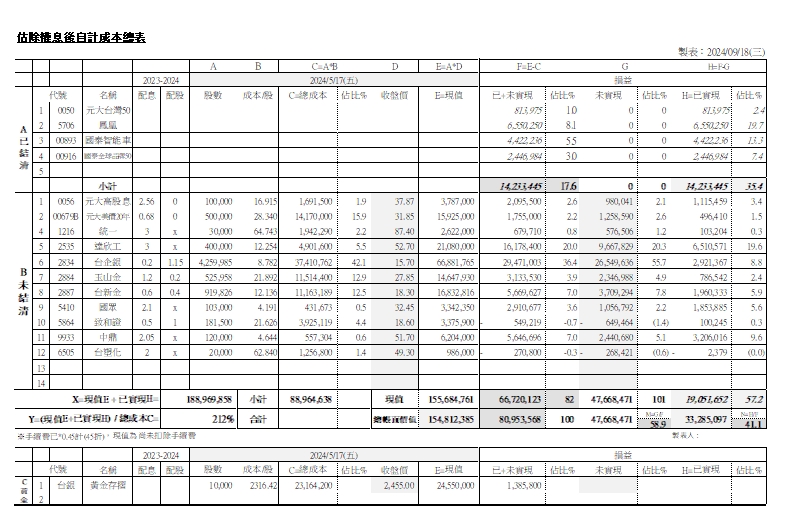 估除權息後自計成本總表
製表：2024/09/18(三)
A B C=A*B D E=A*D F=E-C G H=F-G
2023-2024 2024/5/17(五) 損益
代號 名稱 配息 配股 股數 成本/股 C=總成本 佔比% 收盤價 E=現值 已+未實現 佔比% 未實現 佔比% H=已實現 佔比%
A已結清
1 0050 元大台灣50 813,975 1.0 0 0 813,975 2.4
2 5706 鳳凰 6,550,250 8.1 0 0 6,550,250 19.7
3 00893 國泰智能電車 4,422,236 5.5 0 0 4,422,236 13.3
4 00916 國泰全球品牌50 2,446,984 3.0 0 0 2,446,984 7.4
5
小計 14,233,445 17.6 0 0 14,233,445 35.4
B未結清
1 0056 元大高股息 2.56 0 100,000 16.915 1,691,500 1.9 37.87 3,787,000 2,095,500 2.6 980,041 2.1 1,115,459 3.4
2 00679B 元大美債20年 0.68 0 500,000 28.340 14,170,000 15.9 31.85 15,925,000 1,755,000 2.2 1,258,590 2.6 496,410 1.5
4 1216 統一 3 x 30,000 64.743 1,942,290 2.2 87.40 2,622,000 679,710 0.8 576,506 1.2 103,204 0.3
5 2535 達欣工 3 x 400,000 12.254 4,901,600 5.5 52.70 21,080,000 16,178,400 20.0 9,667,829 20.3 6,510,571 19.6
6 2834 台企銀 0.2 1.15 4,259,985 8.782 37,410,762 42.1 15.70 66,881,765 29,471,003 36.4 26,549,636 55.7 2,921,367 8.8
7 2884 玉山金 1.2 0.2 525,958 21.892 11,514,400 12.9 27.85 14,647,930 3,133,530 3.9 2,346,988 4.9 786,542 2.4
8 2887 台新金 0.6 0.4 919,826 12.136 11,163,189 12.5 18.30 16,832,816 5,669,627 7.0 3,709,294 7.8 1,960,333 5.9
9 5410 國眾 2.1 x 103,000 4.191 431,673 0.5 32.45 3,342,350 2,910,677 3.6 1,056,792 2.2 1,853,885 5.6
10 5864 致和證 0.5 1 181,500 21.626 3,925,119 4.4 18.60 3,375,900 - 549,219 -0.7 - 649,464 (1.4) 100,245 0.3
11 9933 中鼎 2.05 x 120,000 4.644 557,304 0.6 51.70 6,204,000 5,646,696 7.0 2,440,680 5.1 3,206,016 9.6
12 6505 台塑化 2 x 20,000 62.840 1,256,800 1.4 49.30 986,000 - 270,800 -0.3 - 268,421 (0.6) - 2,379 (0.0)
13
14
X=現值E+已實現H= 188,969,858 小計 88,964,638 現值 155,684,761 66,720,123 82 47,668,471 101 19,051,652 57.2
Y=(現值E+已實現H) / 總成本C= 212% 合計 總帳面價值 154,812,385 80,953,568 100 47,668,471 M=G/F 58.9 33,285,097 N=H/F 41.1
※手續費已*0.45計(45折)，現值為尚未扣除手續費 製表人：
2023-2024 2024/5/17(五) 損益
代號 名稱 配息 配股 股數 成本/股 C=總成本 佔比% 收盤價 E=現值 已+未實現 佔比% 未實現 佔比% H=已實現 佔比%
C黃金
1 台銀 黃金存摺 10,000 2316.42 23,164,200 2,455.00 24,550,000 1,385,800
2